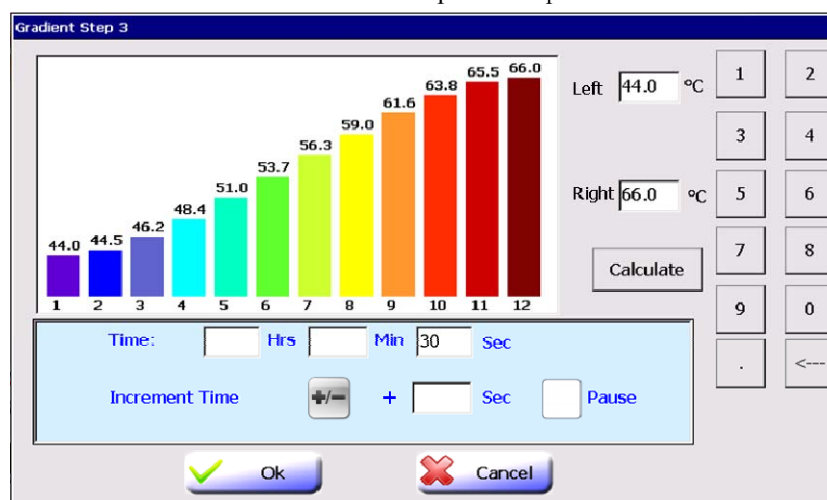 Gradient Step 3
44.0 44.5 46.2 48.4 51.0 53.7 56.3 59.0 61.6 63.8 65.5 66.0
1 2 3 4 5 6 7 8 9 10 11 12
Left 44.0 °C
Right 66.0 °C
Calculate
1 2
3 4
5 6
7 8
9 0
. <---
Time: Hrs Min 30 Sec
Increment Time +/- + Sec Pause
Ok Cancel